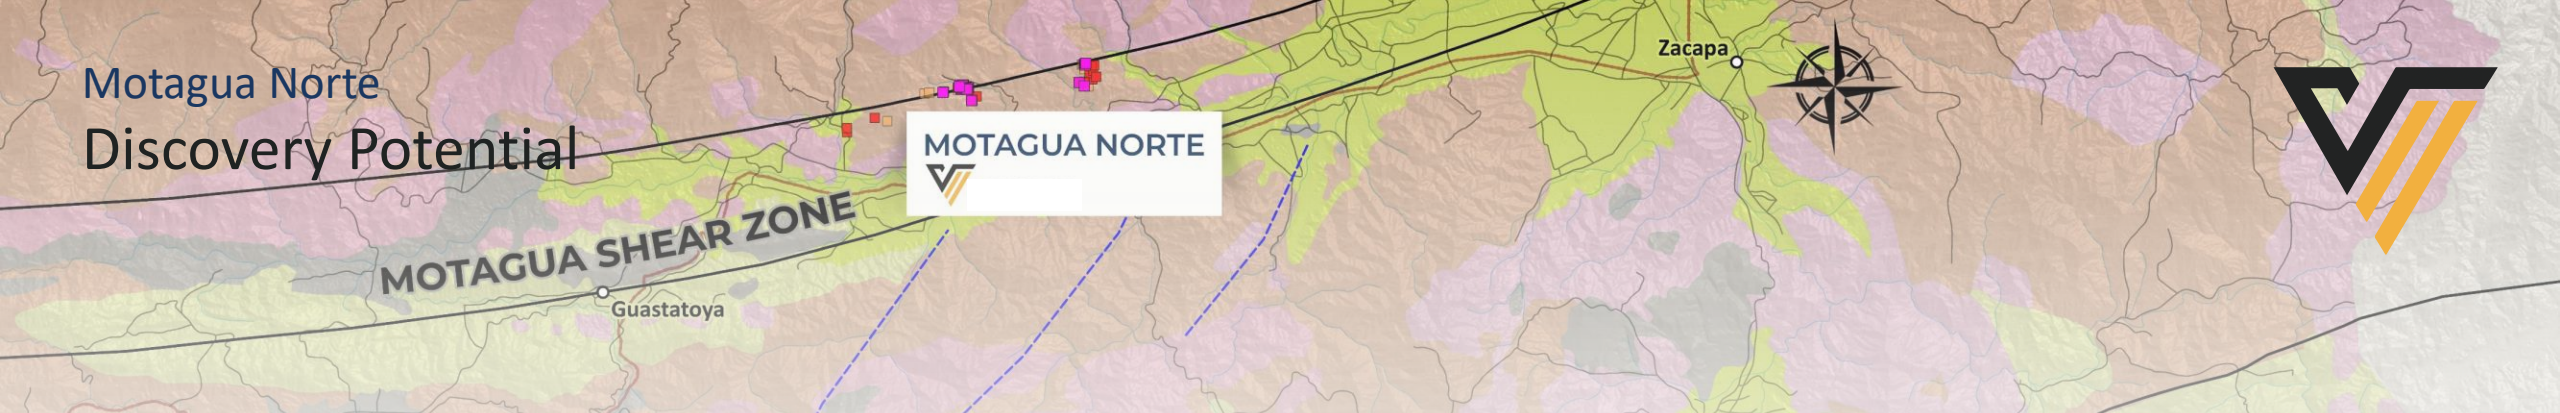 Motagua Norte
Discovery Potential
Zacapa
MOTAGUA NORTE
MOTAGUA SHEAR ZONE
Guastatoya